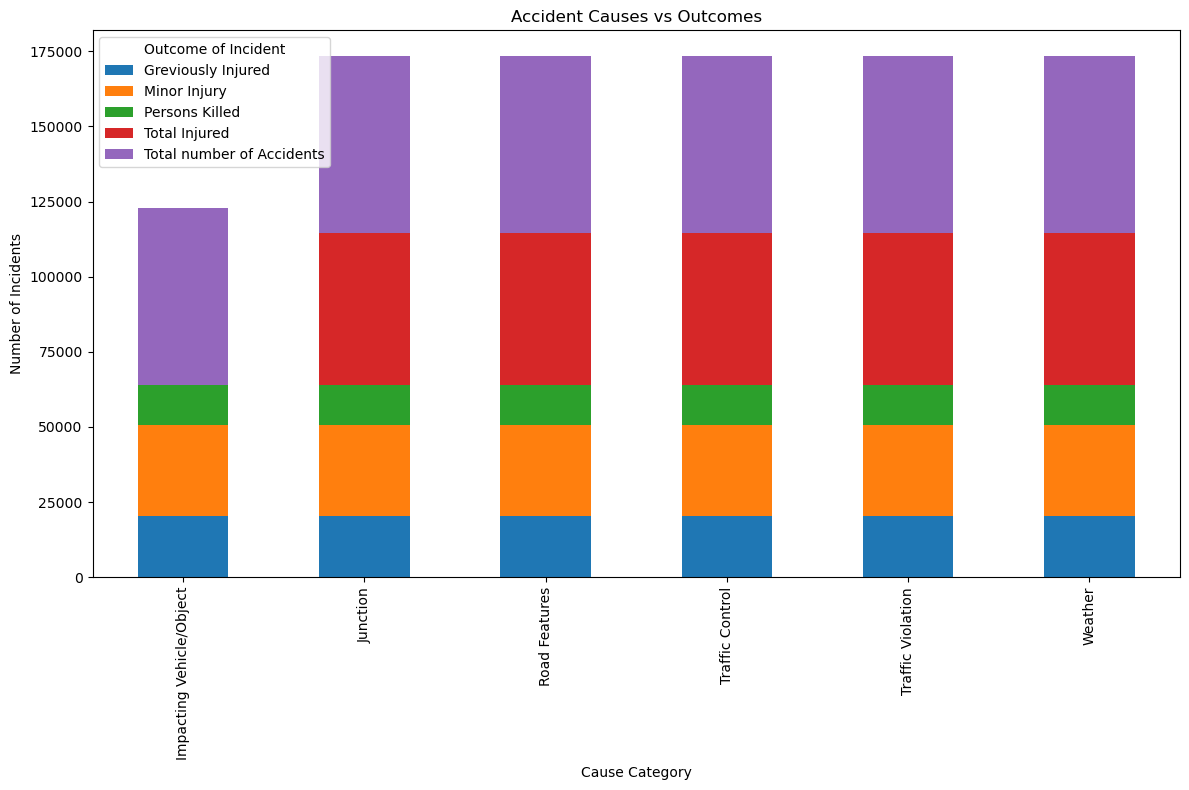 Accident Causes vs Outcomes
Outcome of Incident
Greviously Injured
Minor Injury
Persons Killed
Total Injured
Total number of Accidents
Number of Incidents
175000
150000
125000
100000
75000
50000
25000
0
Impacting Vehicle/Object
Junction
Road Features
Traffic Control
Traffic Violation
Weather
Cause Category